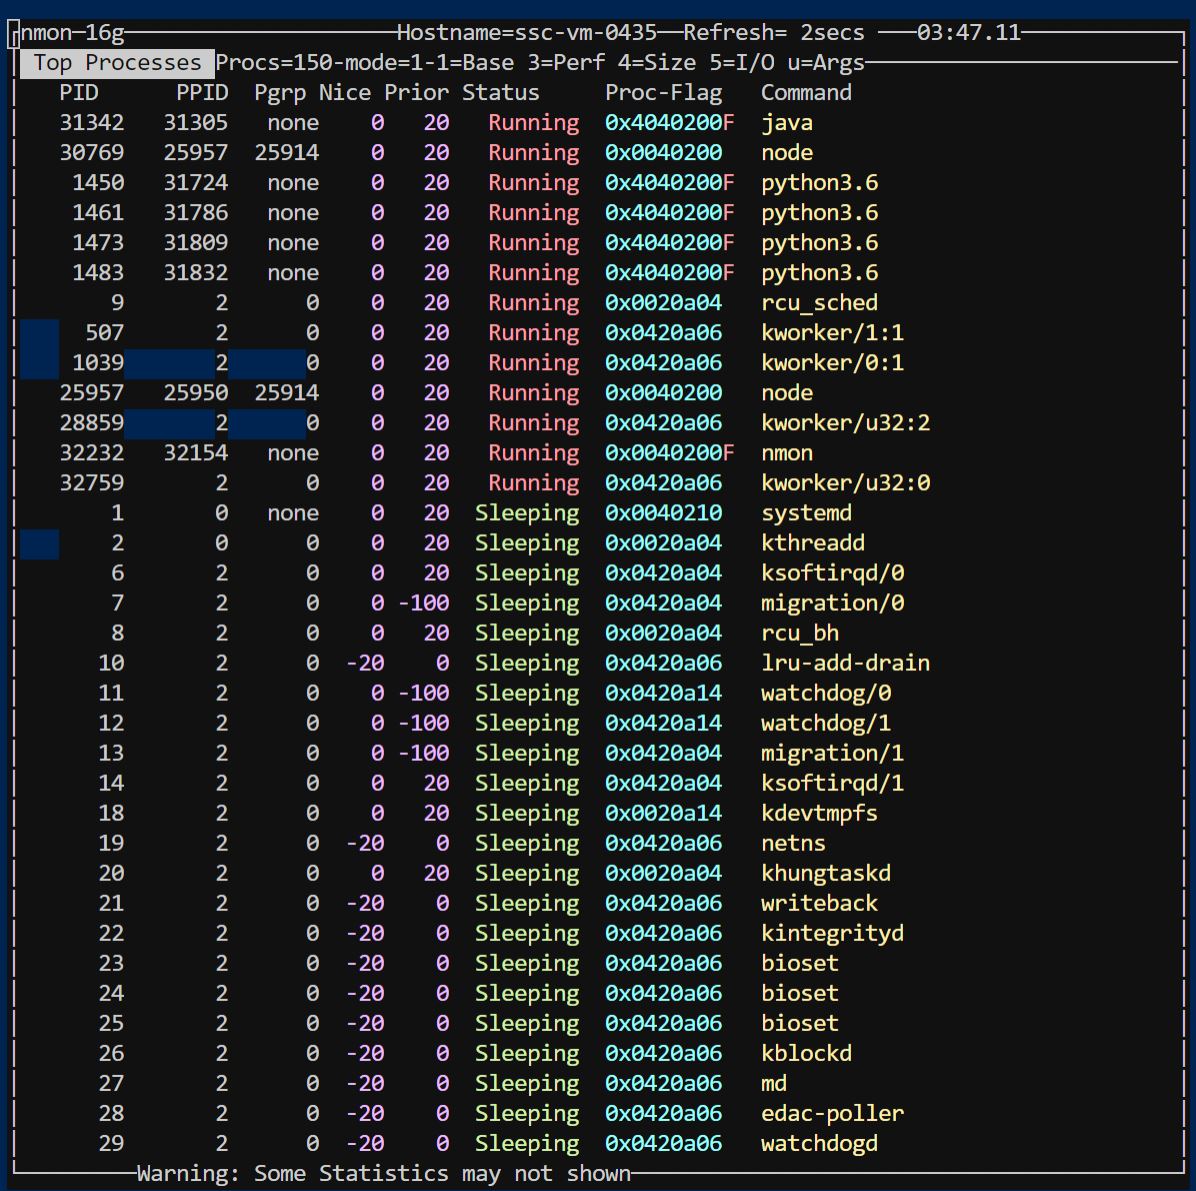 nmon─16g Hostname=ssc-vm-0435 Refresh= 2secs 03:47.11
Top Processes Procs=150-mode=1-1=Base 3=Perf 4=Size 5=I/O u=Args
PID PPID Pgrp Nice Prior Status Proc-Flag Command
31342 31305 none 0 20 Running 0x4040200F java
30769 25957 25914 0 20 Running 0x0040200 node
1450 31724 none 0 20 Running 0x4040200F python3.6
1461 31786 none 0 20 Running 0x4040200F python3.6
1473 31809 none 0 20 Running 0x4040200F python3.6
1483 31832 none 0 20 Running 0x4040200F python3.6
9 2 0 0 20 Running 0x0020a04 rcu_sched
507 2 0 0 20 Running 0x0420a06 kworker/1:1
1039 2 0 0 20 Running 0x0420a06 kworker/0:1
25957 25950 25914 0 20 Running 0x0040200 node
28859 2 0 0 20 Running 0x0420a06 kworker/u32:2
32232 32154 none 0 20 Running 0x0040200F nmon
32759 2 0 0 20 Running 0x0420a06 kworker/u32:0
1 0 none 0 20 Sleeping 0x0040210 systemd
2 0 0 0 20 Sleeping 0x0020a04 kthreadd
6 2 0 0 20 Sleeping 0x0420a04 ksoftirqd/0
7 2 0 0 -100 Sleeping 0x0420a04 migration/0
8 2 0 0 20 Sleeping 0x0020a04 rcu_bh
10 2 0 -20 0 Sleeping 0x0420a06 lru-add-drain
11 2 0 0 -100 Sleeping 0x0420a14 watchdog/0
12 2 0 0 -100 Sleeping 0x0420a14 watchdog/1
13 2 0 0 -100 Sleeping 0x0420a04 migration/1
14 2 0 0 20 Sleeping 0x0420a04 ksoftirqd/1
18 2 0 0 20 Sleeping 0x0020a14 kdevtmpfs
19 2 0 -20 0 Sleeping 0x0420a06 netns
20 2 0 0 20 Sleeping 0x0020a04 khungtaskd
21 2 0 -20 0 Sleeping 0x0420a06 writeback
22 2 0 -20 0 Sleeping 0x0420a06 kintegrityd
23 2 0 -20 0 Sleeping 0x0420a06 bioset
24 2 0 -20 0 Sleeping 0x0420a06 bioset
25 2 0 -20 0 Sleeping 0x0420a06 bioset
26 2 0 -20 0 Sleeping 0x0420a06 kblockd
27 2 0 -20 0 Sleeping 0x0420a06 md
28 2 0 -20 0 Sleeping 0x0420a06 edac-poller
29 2 0 -20 0 Sleeping 0x0420a06 watchdogd
Warning: Some Statistics may not shown